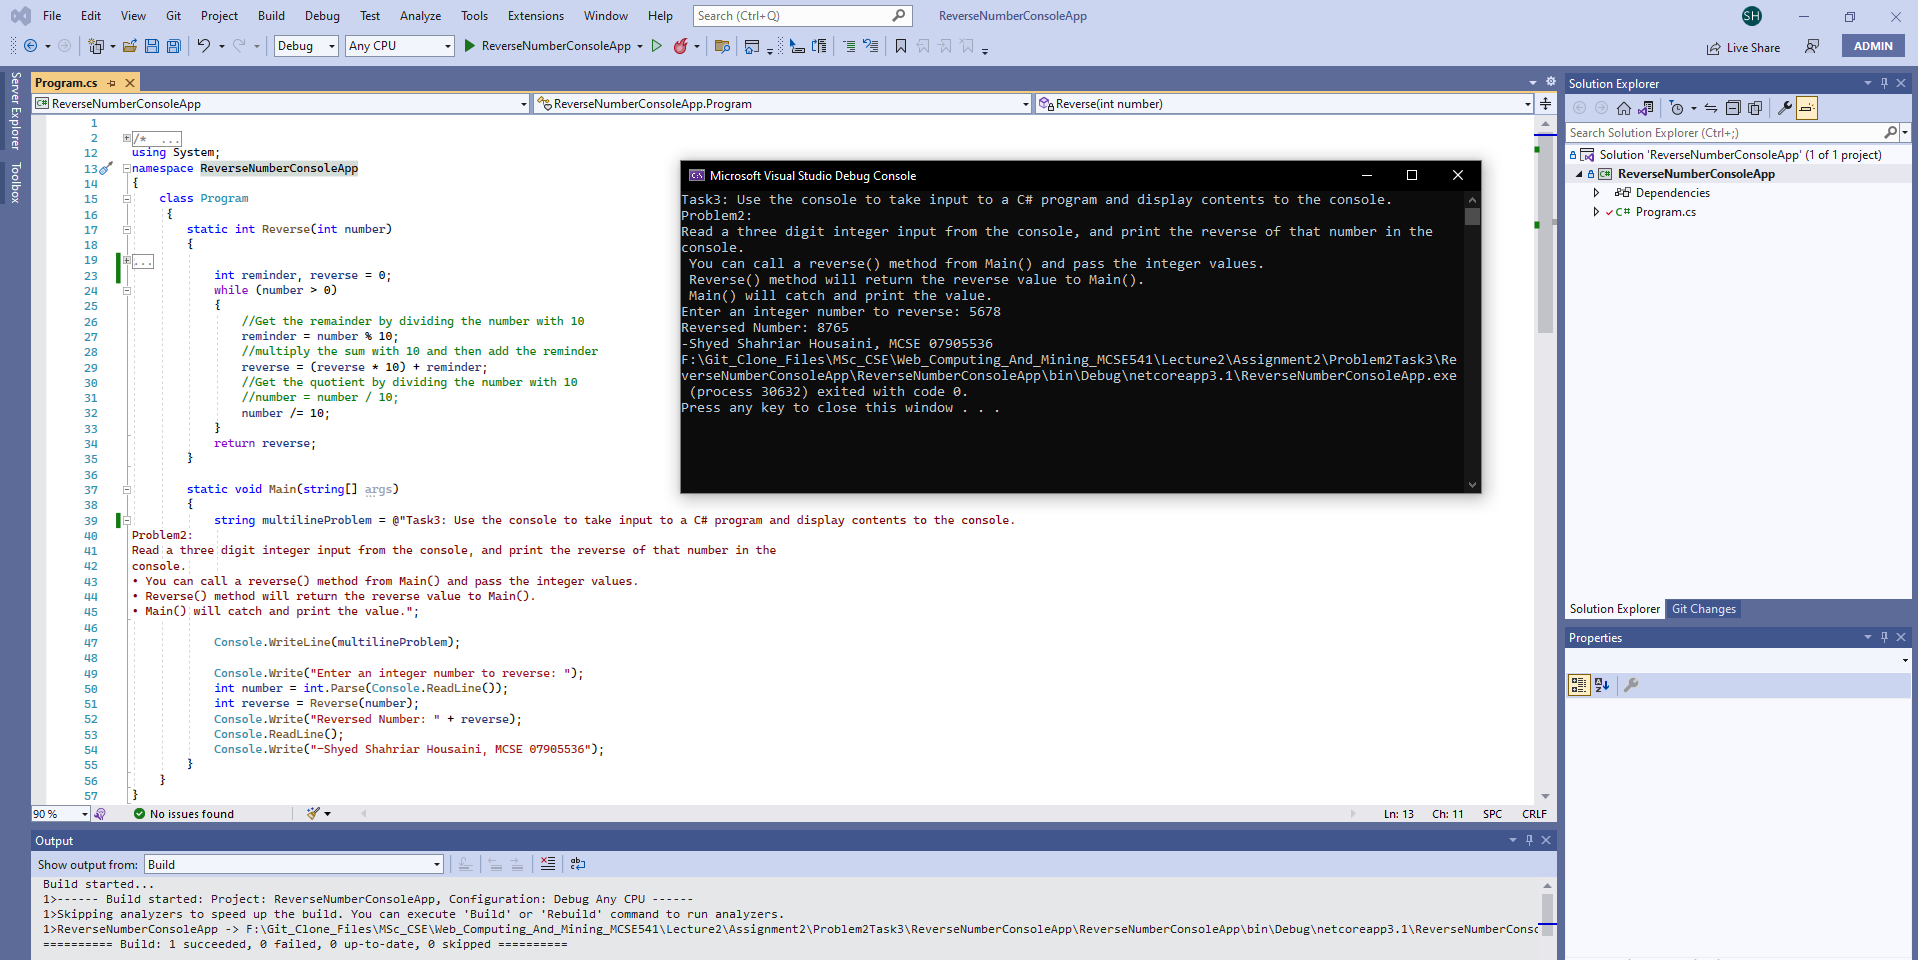 File Edit View Git Project Build Debug Test Analyze Tools Extensions Window Help Search (Ctrl+Q) ReverseNumberConsoleApp SH
Debug Any CPU ReverseNumberConsoleApp Live Share ADMIN
Server Explorer
Toolbox
Program.cs
C# ReverseNumberConsoleApp ReverseNumberConsoleApp.Program Reverse(int number)
1
2 /* ...
12 using System;
13 namespace ReverseNumberConsoleApp
14 {
15 class Program
16 {
17 static int Reverse(int number)
18 {
19 ...
23 int reminder, reverse = 0;
24 while (number > 0)
25 {
26 //Get the remainder by dividing the number with 10
27 reminder = number % 10;
28 //multiply the sum with 10 and then add the reminder
29 reverse = (reverse * 10) + reminder;
30 //Get the quotient by dividing the number with 10
31 //number = number / 10;
32 number /= 10;
33 }
34 return reverse;
35 }
36
37 static void Main(string[] args)
38 {
39 string multilineProblem = @"Task3: Use the console to take input to a C# program and display contents to the console.
40 Problem2:
41 Read a three digit integer input from the console, and print the reverse of that number in the
42 console.
43 • You can call a reverse() method from Main() and pass the integer values.
44 • Reverse() method will return the reverse value to Main().
45 • Main() will catch and print the value.";
46
47 Console.WriteLine(multilineProblem);
48
49 Console.Write("Enter an integer number to reverse: ");
50 int number = int.Parse(Console.ReadLine());
51 int reverse = Reverse(number);
52 Console.Write("Reversed Number: " + reverse);
53 Console.ReadLine();
54 Console.Write("-Shyed Shahriar Housaini, MCSE 07905536");
55 }
56 }
57 }
90 % No issues found Ln: 13 Ch: 11 SPC CRLF
Microsoft Visual Studio Debug Console
Task3: Use the console to take input to a C# program and display contents to the console.
Problem2:
Read a three digit integer input from the console, and print the reverse of that number in the
console.
You can call a reverse() method from Main() and pass the integer values.
Reverse() method will return the reverse value to Main().
Main() will catch and print the value.
Enter an integer number to reverse: 5678
Reversed Number: 8765
-Shyed Shahriar Housaini, MCSE 07905536
F:\Git_Clone_Files\MSc_CSE\Web_Computing_And_Mining_MCSE541\Lecture2\Assignment2\Problem2Task3\Re
verseNumberConsoleApp\ReverseNumberConsoleApp\bin\Debug\netcoreapp3.1\ReverseNumberConsoleApp.exe
(process 30632) exited with code 0.
Press any key to close this window . . .
Output
Show output from: Build
Build started...
1>------ Build started: Project: ReverseNumberConsoleApp, Configuration: Debug Any CPU ------
1>Skipping analyzers to speed up the build. You can execute 'Build' or 'Rebuild' command to run analyzers.
1>ReverseNumberConsoleApp -> F:\Git_Clone_Files\MSc_CSE\Web_Computing_And_Mining_MCSE541\Lecture2\Assignment2\Problem2Task3\ReverseNumberConsoleApp\ReverseNumberConsoleApp\bin\Debug\netcoreapp3.1\ReverseNumberConsc
========== Build: 1 succeeded, 0 failed, 0 up-to-date, 0 skipped ==========
Solution Explorer
Search Solution Explorer (Ctrl+;)
Solution 'ReverseNumberConsoleApp' (1 of 1 project)
C# ReverseNumberConsoleApp
Dependencies
C# Program.cs
Solution Explorer Git Changes
Properties